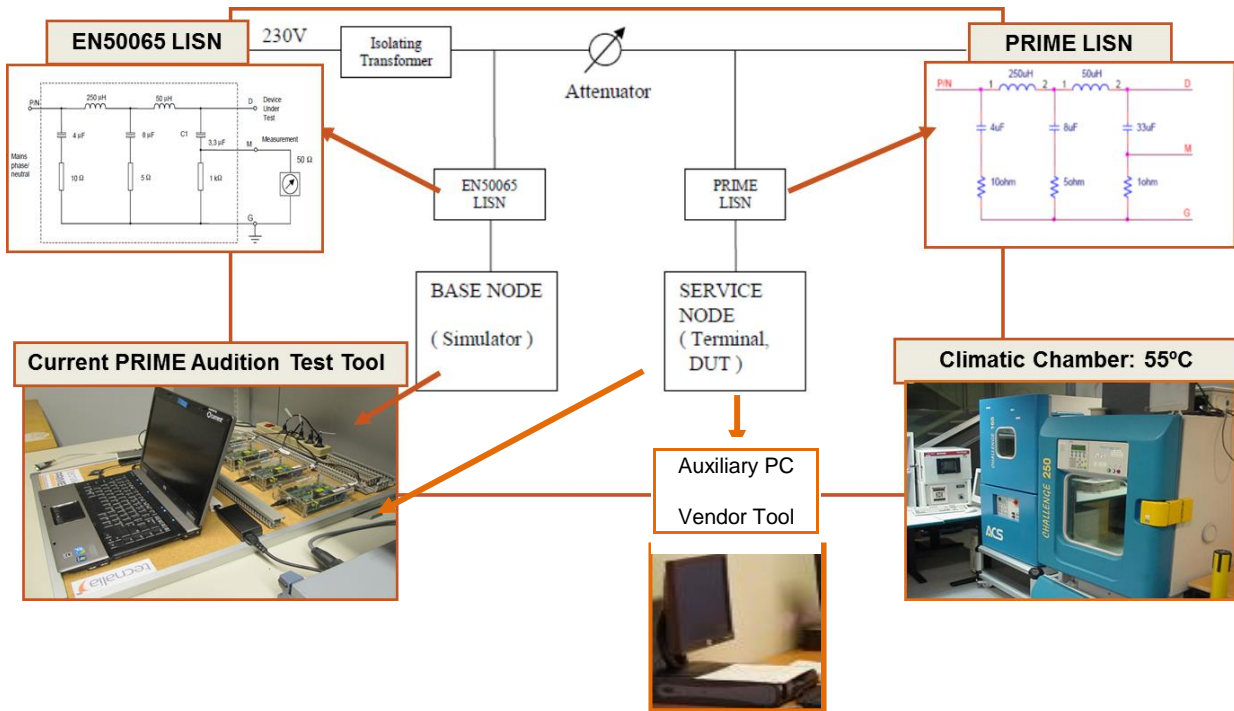 EN50065 LISN
230V
Isolating
Transformer
Attenuator
PRIME LISN
P/N
250 µH
50 µH
D
Device
Under
Test
4 µF
8 µF
C1
3,3 µF
M
Measurement
50 Ω
Mains
phase/
neutral
10 Ω
5 Ω
1 kΩ
G
P/N
1
250uH
2
1
50uH
2
D
4uF
8uF
33uF
M
10ohm
5ohm
1ohm
G
EN50065
LISN
PRIME
LISN
BASE NODE
( Simulator )
SERVICE
NODE
( Terminal,
DUT )
Current PRIME Audition Test Tool
Climatic Chamber: 55ºC
Auxiliary PC
Vendor Tool
tecnalia
CHALLENGE 160
ACS
CHALLENGE 250